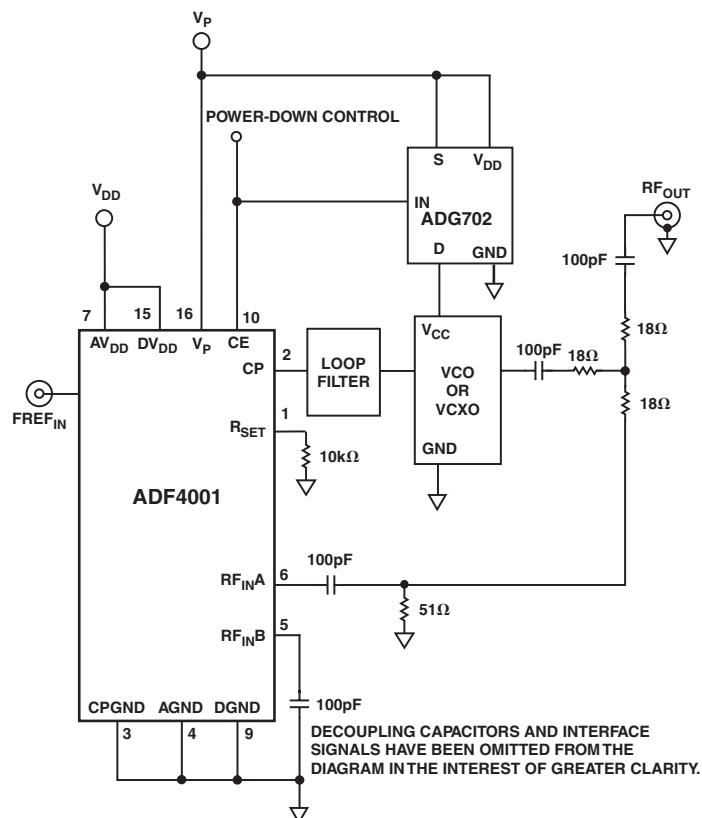 VP
POWER-DOWN CONTROL
VDD
S VDD
RFOUT
IN
ADG702
D GND
100pF
7 15 16 10
AVDD DVDD VP CE
2
CP
LOOP
FILTER
VCC
VCO
OR
VCXO
GND
100pF
18Ω
18Ω
18Ω
FREFIN
1
RSET
10kΩ
ADF4001
100pF
6
RFINA
51Ω
5
RFINB
100pF
CPGND AGND DGND
3 4 9
DECOUPLING CAPACITORS AND INTERFACE
SIGNALS HAVE BEEN OMITTED FROM THE
DIAGRAM IN THE INTEREST OF GREATER CLARITY.